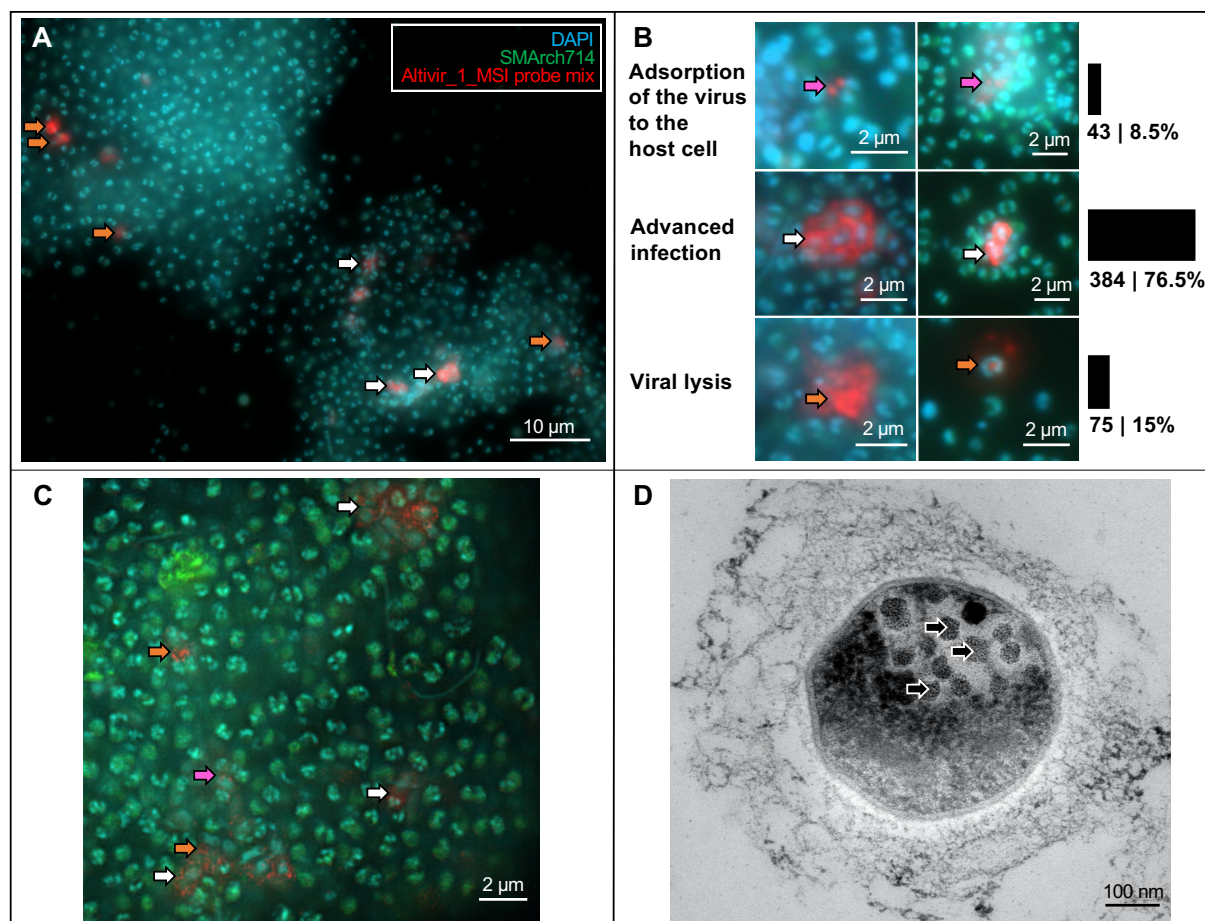 A
DAPI
SMArch714
Altivir_1_MSI probe mix
10 µm
B
Adsorption
of the virus
to the
host cell
2 µm
2 µm
43 | 8.5%
Advanced
infection
2 µm
2 µm
384 | 76.5%
Viral lysis
2 µm
2 µm
75 | 15%
C
2 µm
D
100 nm